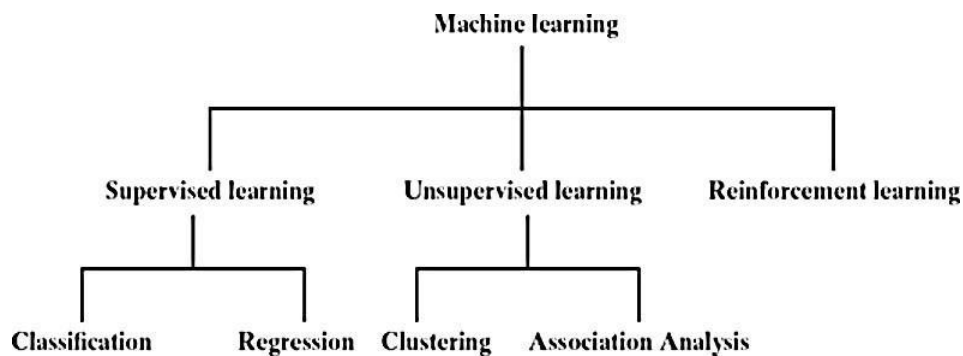 Machine learning
Supervised learning Unsupervised learning Reinforcement learning
Classification Regression Clustering Association Analysis